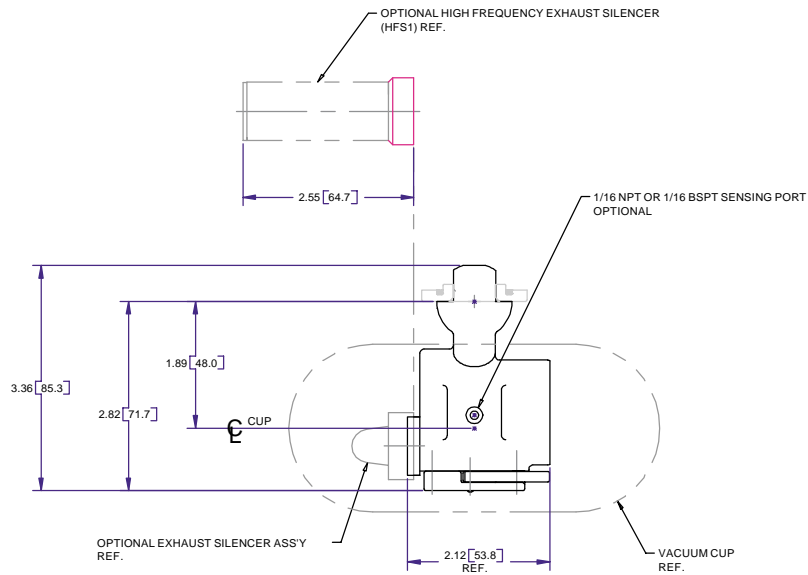 OPTIONAL HIGH FREQUENCY EXHAUST SILENCER
(HFS1) REF.
2.55 [64.7]
1/16 NPT OR 1/16 BSPT SENSING PORT
OPTIONAL
1.89 [48.0]
3.36 [85.3]
2.82 [71.7]
CL CUP
OPTIONAL EXHAUST SILENCER ASS'Y
REF.
2.12 [53.8]
REF.
VACUUM CUP
REF.